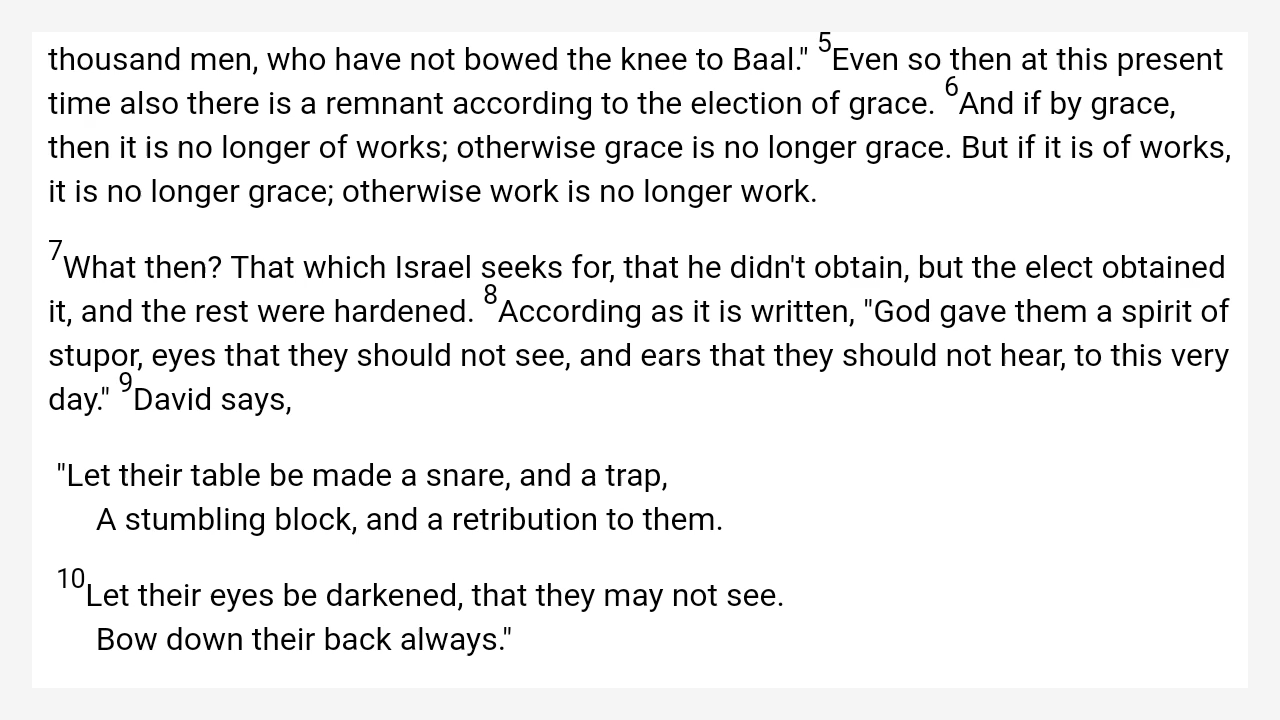 thousand men, who have not bowed the knee to Baal." 5Even so then at this present
time also there is a remnant according to the election of grace. 6And if by grace,
then it is no longer of works; otherwise grace is no longer grace. But if it is of works,
it is no longer grace; otherwise work is no longer work.
7What then? That which Israel seeks for, that he didn't obtain, but the elect obtained
it, and the rest were hardened. 8According as it is written, "God gave them a spirit of
stupor, eyes that they should not see, and ears that they should not hear, to this very
day." 9David says,
"Let their table be made a snare, and a trap,
A stumbling block, and a retribution to them.
10Let their eyes be darkened, that they may not see.
Bow down their back always."